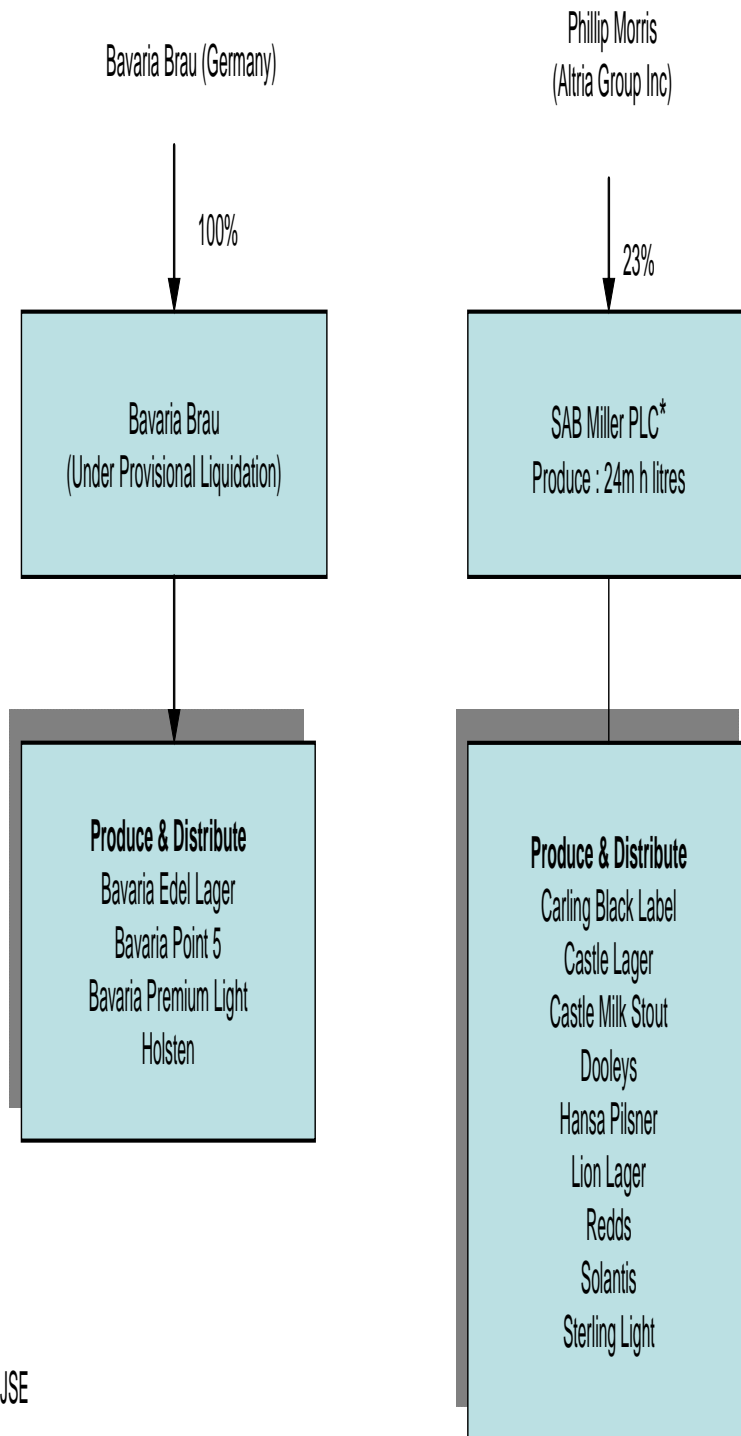 Bavaria Brau (Germany)
100%
Bavaria Brau
(Under Provisional Liquidation)
Produce & Distribute
Bavaria Edel Lager
Bavaria Point 5
Bavaria Premium Light
Holsten
Phillip Morris
(Altria Group Inc)
23%
SAB Miller PLC*
Produce : 24m h litres
Produce & Distribute
Carling Black Label
Castle Lager
Castle Milk Stout
Dooleys
Hansa Pilsner
Lion Lager
Redds
Solantis
Sterling Light
JSE